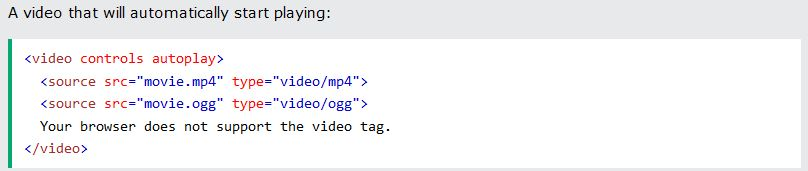 A video that will automatically start playing:
<video controls autoplay>
  <source src="movie.mp4" type="video/mp4">
  <source src="movie.ogg" type="video/ogg">
  Your browser does not support the video tag.
</video>